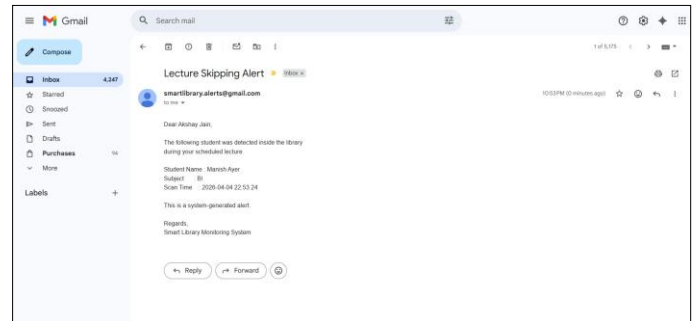 Gmail
Search mail
Compose
1 of 5,175
Inbox 4,247
Starred
Snoozed
Sent
Drafts
Purchases 94
More
Labels +
Lecture Skipping Alert Inbox x
smartlibrary.alerts@gmail.com 10:53 PM (0 minutes ago)
to me
Dear Akshay Jain,
The following student was detected inside the library
during your scheduled lecture.
Student Name : Manish Ayer
Subject : BI
Scan Time : 2026-04-04 22:53:24
This is a system-generated alert.
Regards,
Smart Library Monitoring System
Reply
Forward